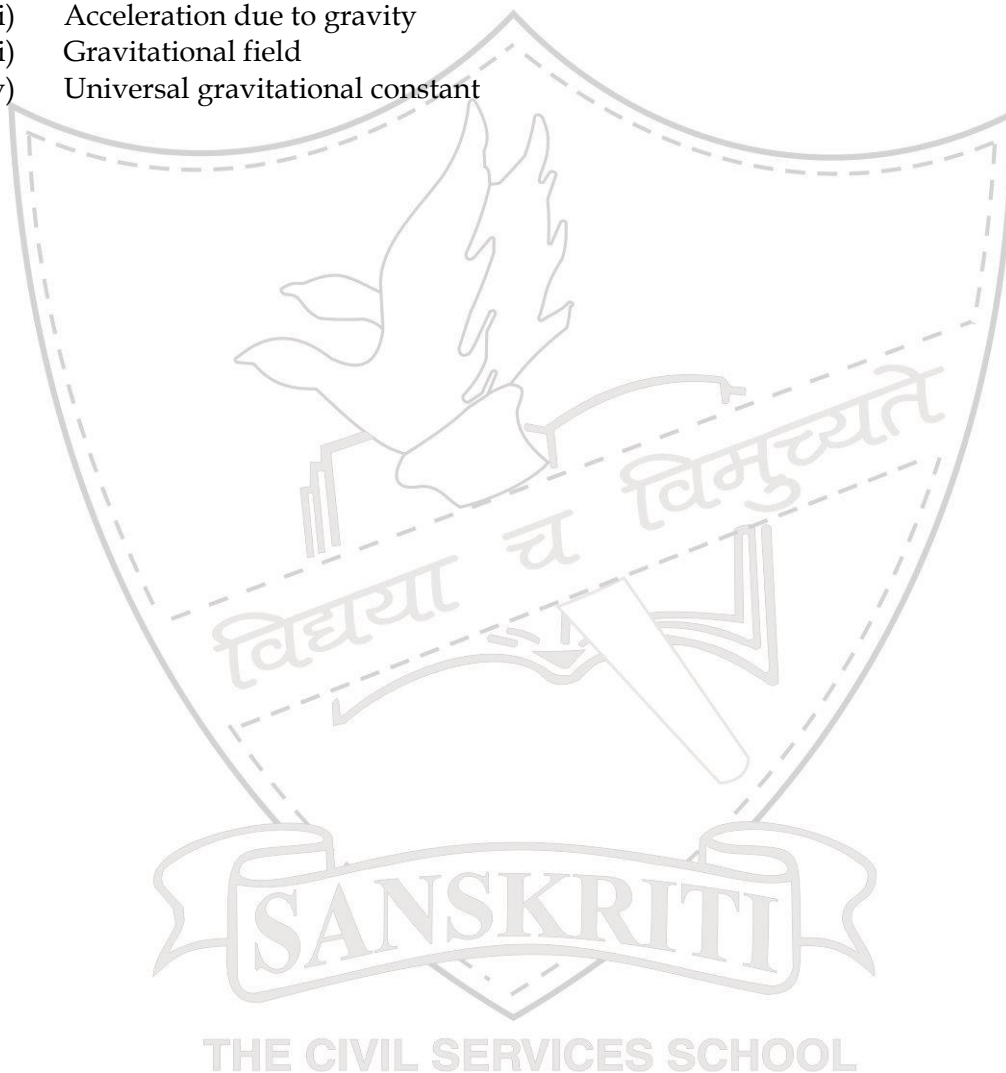 i) Acceleration due to gravity
i) Gravitational field
v) Universal gravitational constant
विद्यया च विमुच्यते
SANSKRITI
THE CIVIL SERVICES SCHOOL